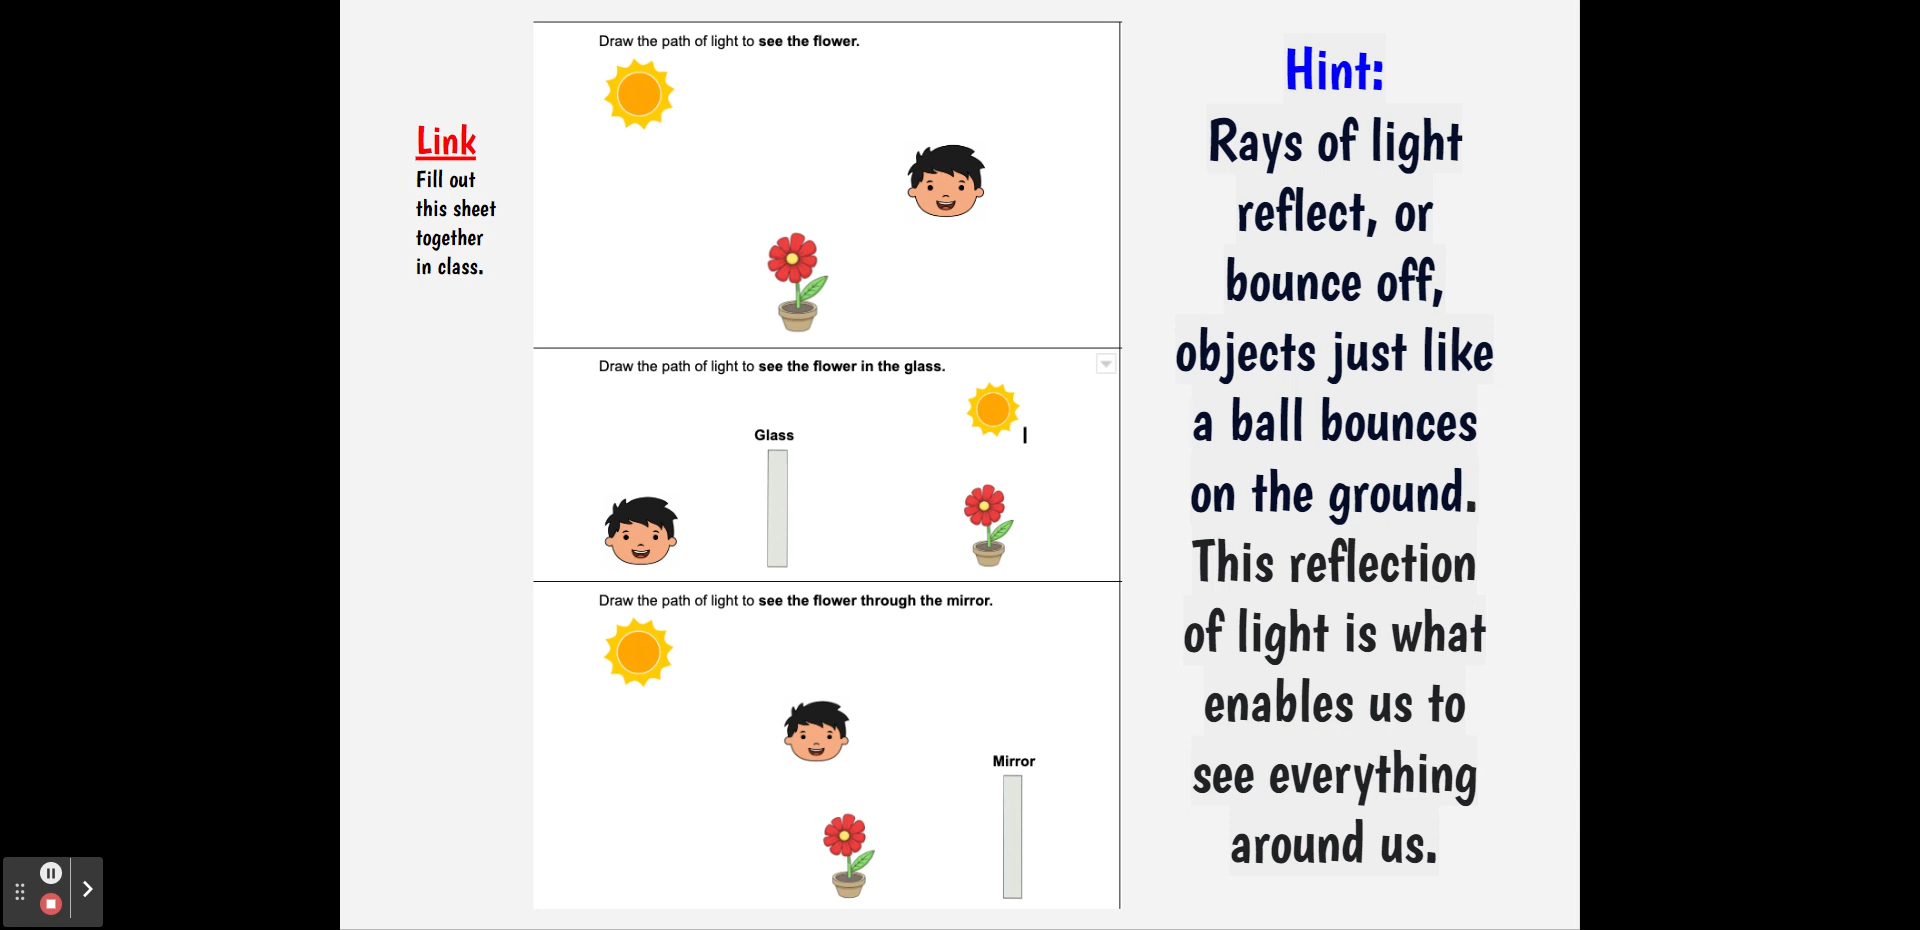 Link
Fill out
this sheet
together
in class.
Draw the path of light to see the flower.
Draw the path of light to see the flower in the glass.
Glass
Draw the path of light to see the flower through the mirror.
Mirror
Hint:
Rays of light
reflect, or
bounce off,
objects just like
a ball bounces
on the ground.
This reflection
of light is what
enables us to
see everything
around us.